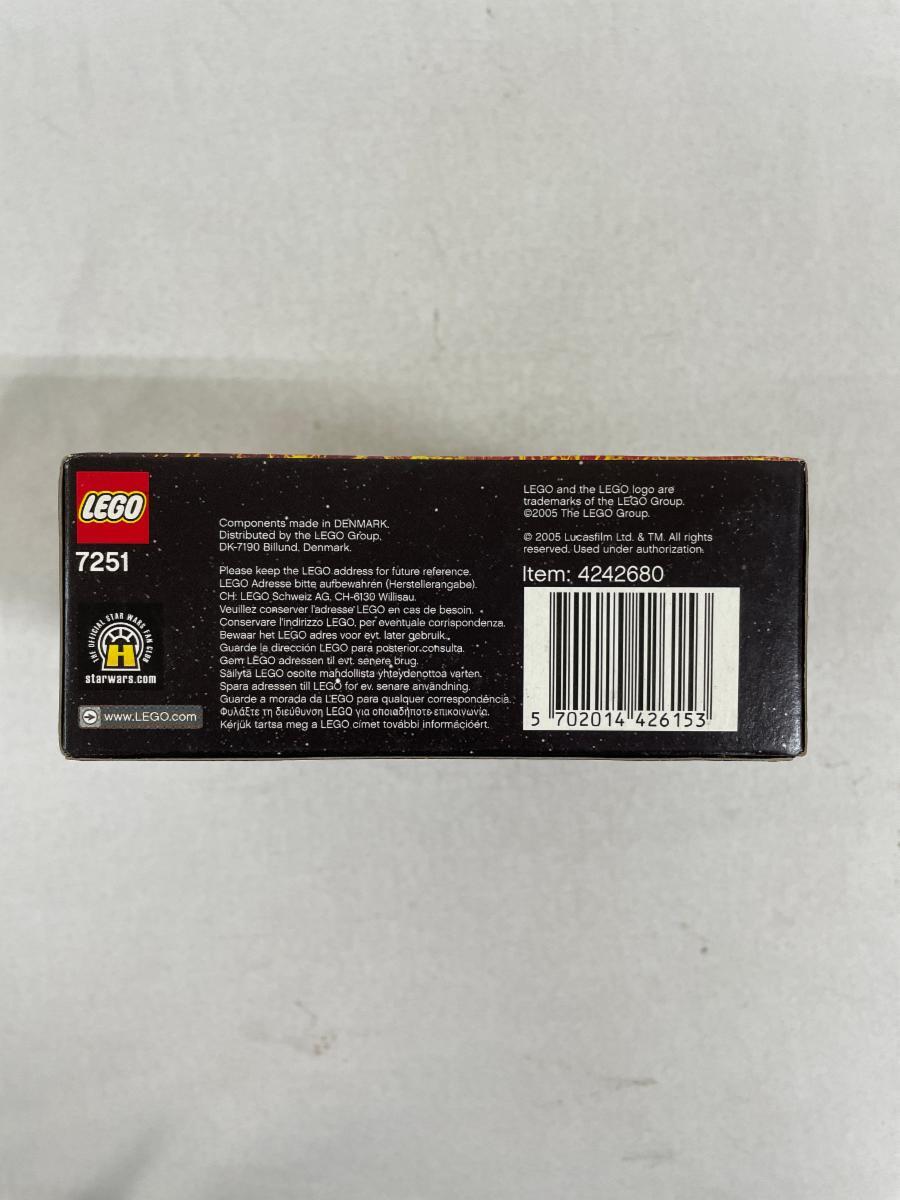 LEGO
7251
THE OFFICIAL STAR WARS FAN CLUB
H
starwars.com
www.LEGO.com
Components made in DENMARK.
Distributed by the LEGO Group,
DK-7190 Billund, Denmark.
Please keep the LEGO address for future reference.
LEGO Adresse bitte aufbewahren (Herstellerangabe).
CH: LEGO Schweiz AG, CH-6130 Willisau.
Veuillez conserver l'adresse LEGO en cas de besoin.
Conservare l'indirizzo LEGO, per eventuale corrispondenza.
Bewaar het LEGO adres voor evt. later gebruik.
Guarde la dirección LEGO para posterior consulta.
Gem LEGO adressen til evt. senere brug.
Säilytä LEGO osoite mahdollista yhteydenottoa varten.
Spara adressen till LEGO för ev. senare användning.
Guarde a morada da LEGO para qualquer correspondência.
Φυλάξτε τη διεύθυνση LEGO για οποιαδήποτε επικοινωνία.
Kérjük tartsa meg a LEGO címet további információért.
LEGO and the LEGO logo are
trademarks of the LEGO Group.
©2005 The LEGO Group.
© 2005 Lucasfilm Ltd. & TM. All rights
reserved. Used under authorization.
Item: 4242680
5 702014 426153